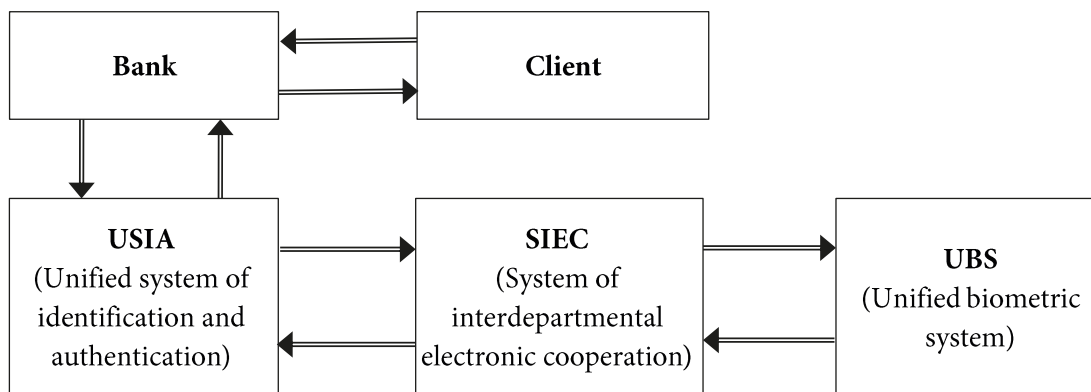 Bank
Client
USIA
(Unified system of
identification and
authentication)
SIEC
(System of
interdepartmental
electronic cooperation)
UBS
(Unified biometric
system)